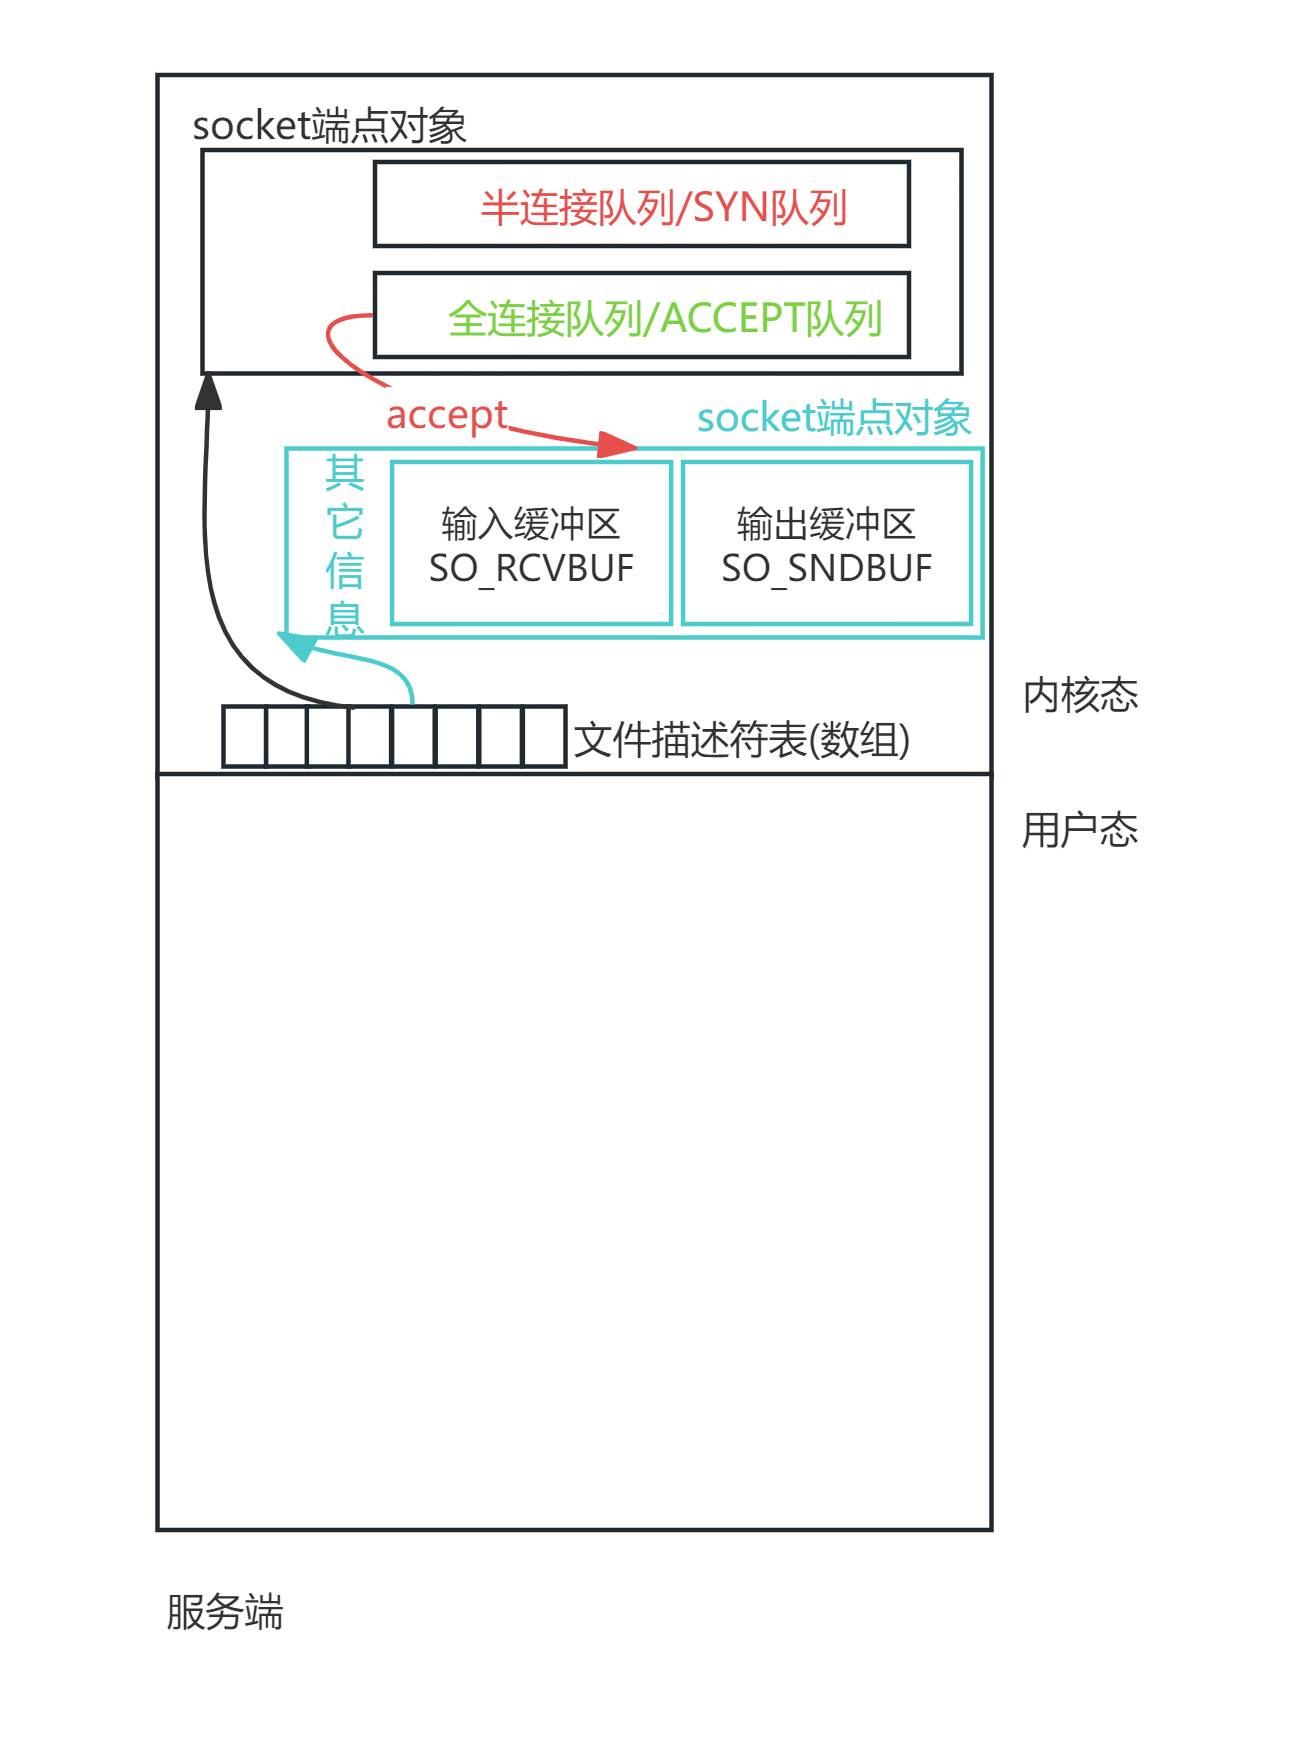 socket端点对象
半连接队列/SYN队列
全连接队列/ACCEPT队列
accept
socket端点对象
其
它
信
息
输入缓冲区
SO_RCVBUF
输出缓冲区
SO_SNDBUF
内核态
文件描述符表(数组)
用户态
服务端